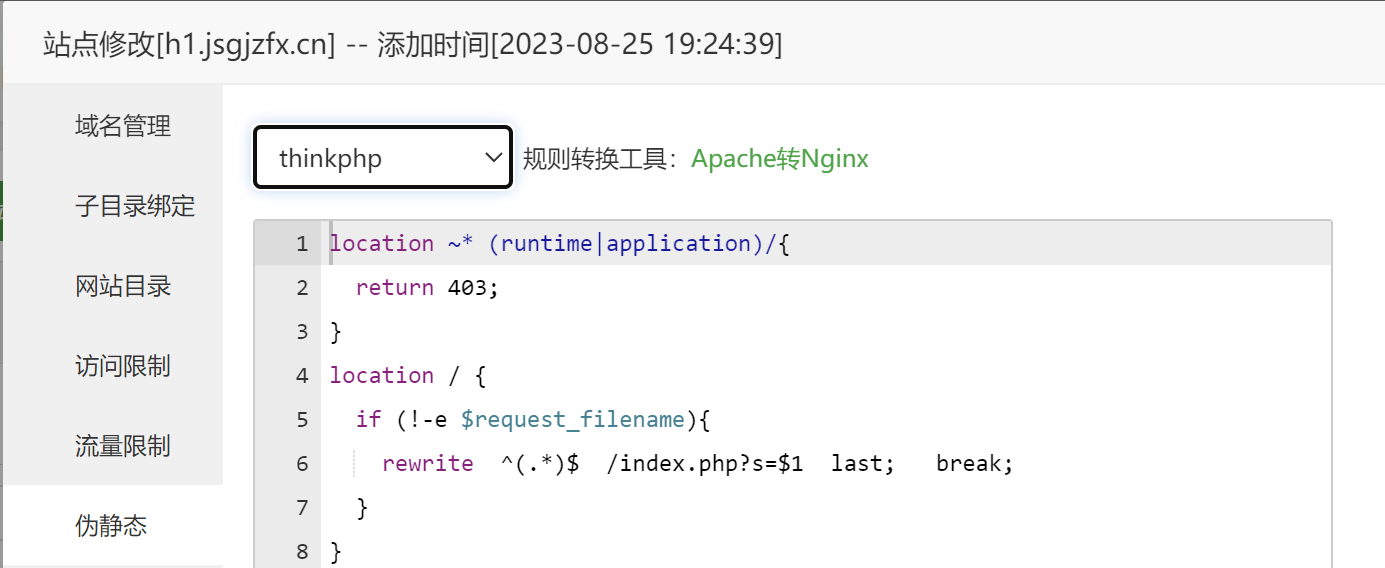 站点修改[h1.jsgjzfx.cn] -- 添加时间[2023-08-25 19:24:39]
域名管理
子目录绑定
网站目录
访问限制
流量限制
伪静态
thinkphp 规则转换工具：Apache转Nginx
1 location ~* (runtime|application)/{
2 return 403;
3 }
4 location / {
5 if (!-e $request_filename){
6 rewrite ^(.*)$ /index.php?s=$1 last; break;
7 }
8 }